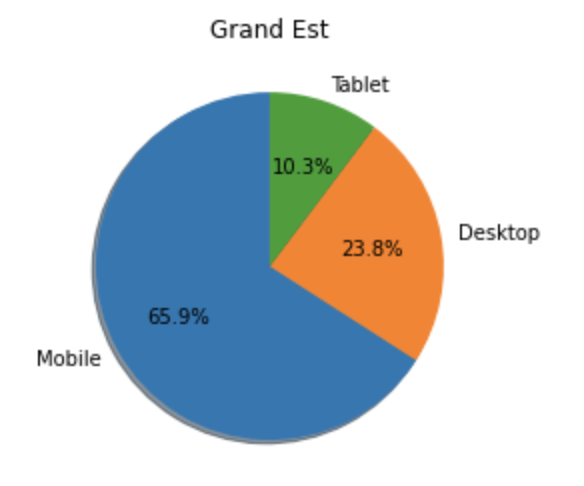 Grand Est
Tablet
10.3%
Desktop
23.8%
65.9%
Mobile